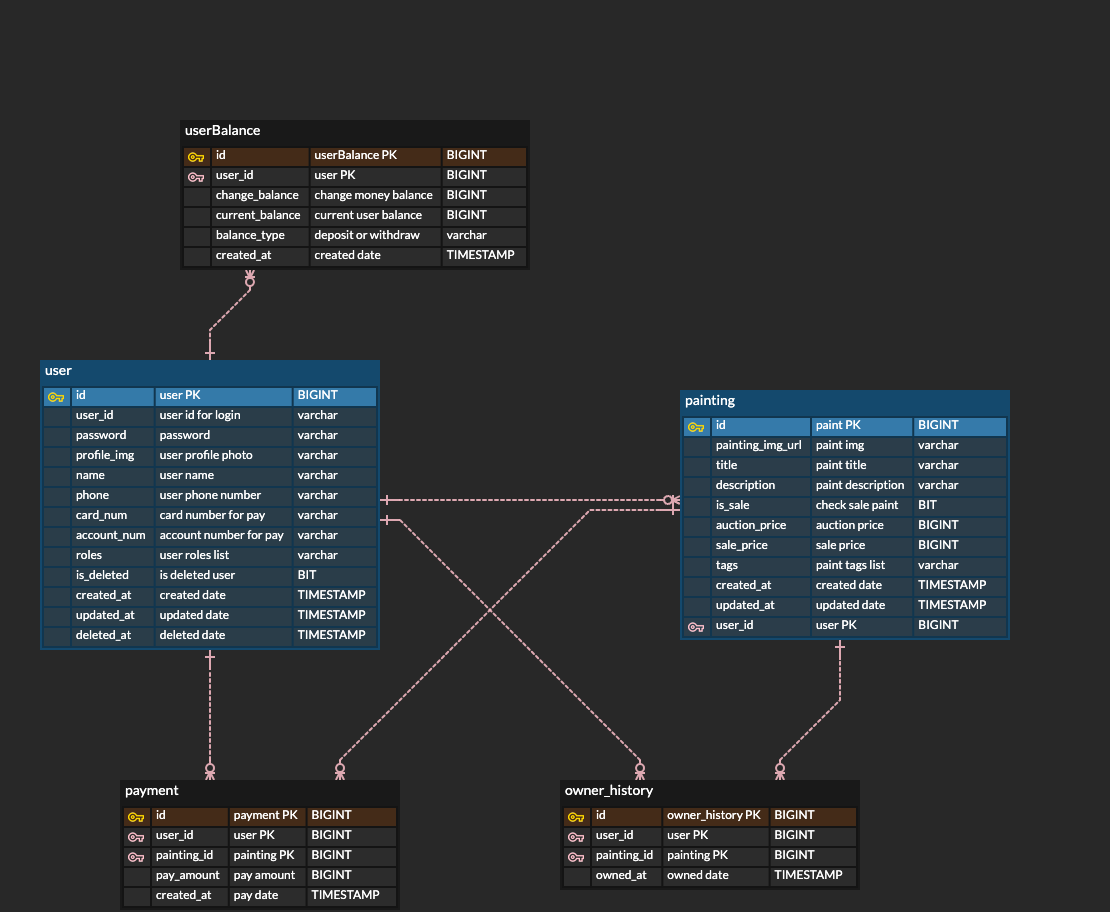 userBalance
id userBalance PK BIGINT
user_id user PK BIGINT
change_balance change money balance BIGINT
current_balance current user balance BIGINT
balance_type deposit or withdraw varchar
created_at created date TIMESTAMP
user
id user PK BIGINT
user_id user id for login varchar
password password varchar
profile_img user profile photo varchar
name user name varchar
phone user phone number varchar
card_num card number for pay varchar
account_num account number for pay varchar
roles user roles list varchar
is_deleted is deleted user BIT
created_at created date TIMESTAMP
updated_at updated date TIMESTAMP
deleted_at deleted date TIMESTAMP
painting
id paint PK BIGINT
painting_img_url paint img varchar
title paint title varchar
description paint description varchar
is_sale check sale paint BIT
auction_price auction price BIGINT
sale_price sale price BIGINT
tags paint tags list varchar
created_at created date TIMESTAMP
updated_at updated date TIMESTAMP
user_id user PK BIGINT
payment
id payment PK BIGINT
user_id user PK BIGINT
painting_id painting PK BIGINT
pay_amount pay amount BIGINT
created_at pay date TIMESTAMP
owner_history
id owner_history PK BIGINT
user_id user PK BIGINT
painting_id painting PK BIGINT
owned_at owned date TIMESTAMP